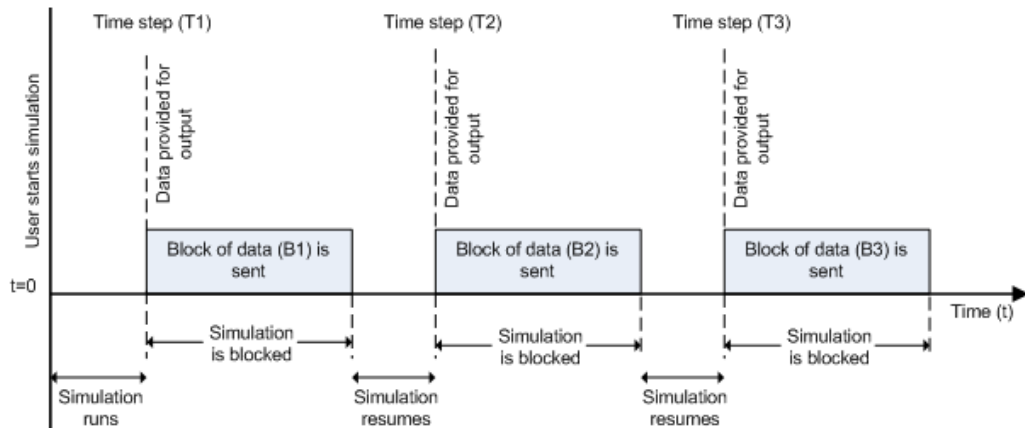 Time step (T1)
Time step (T2)
Time step (T3)
User starts simulation
Data provided for
output
Data provided for
output
Data provided for
output
Block of data (B1) is
sent
Block of data (B2) is
sent
Block of data (B3) is
sent
t=0
Time (t)
Simulation
is blocked
Simulation
is blocked
Simulation
is blocked
Simulation
runs
Simulation
resumes
Simulation
resumes